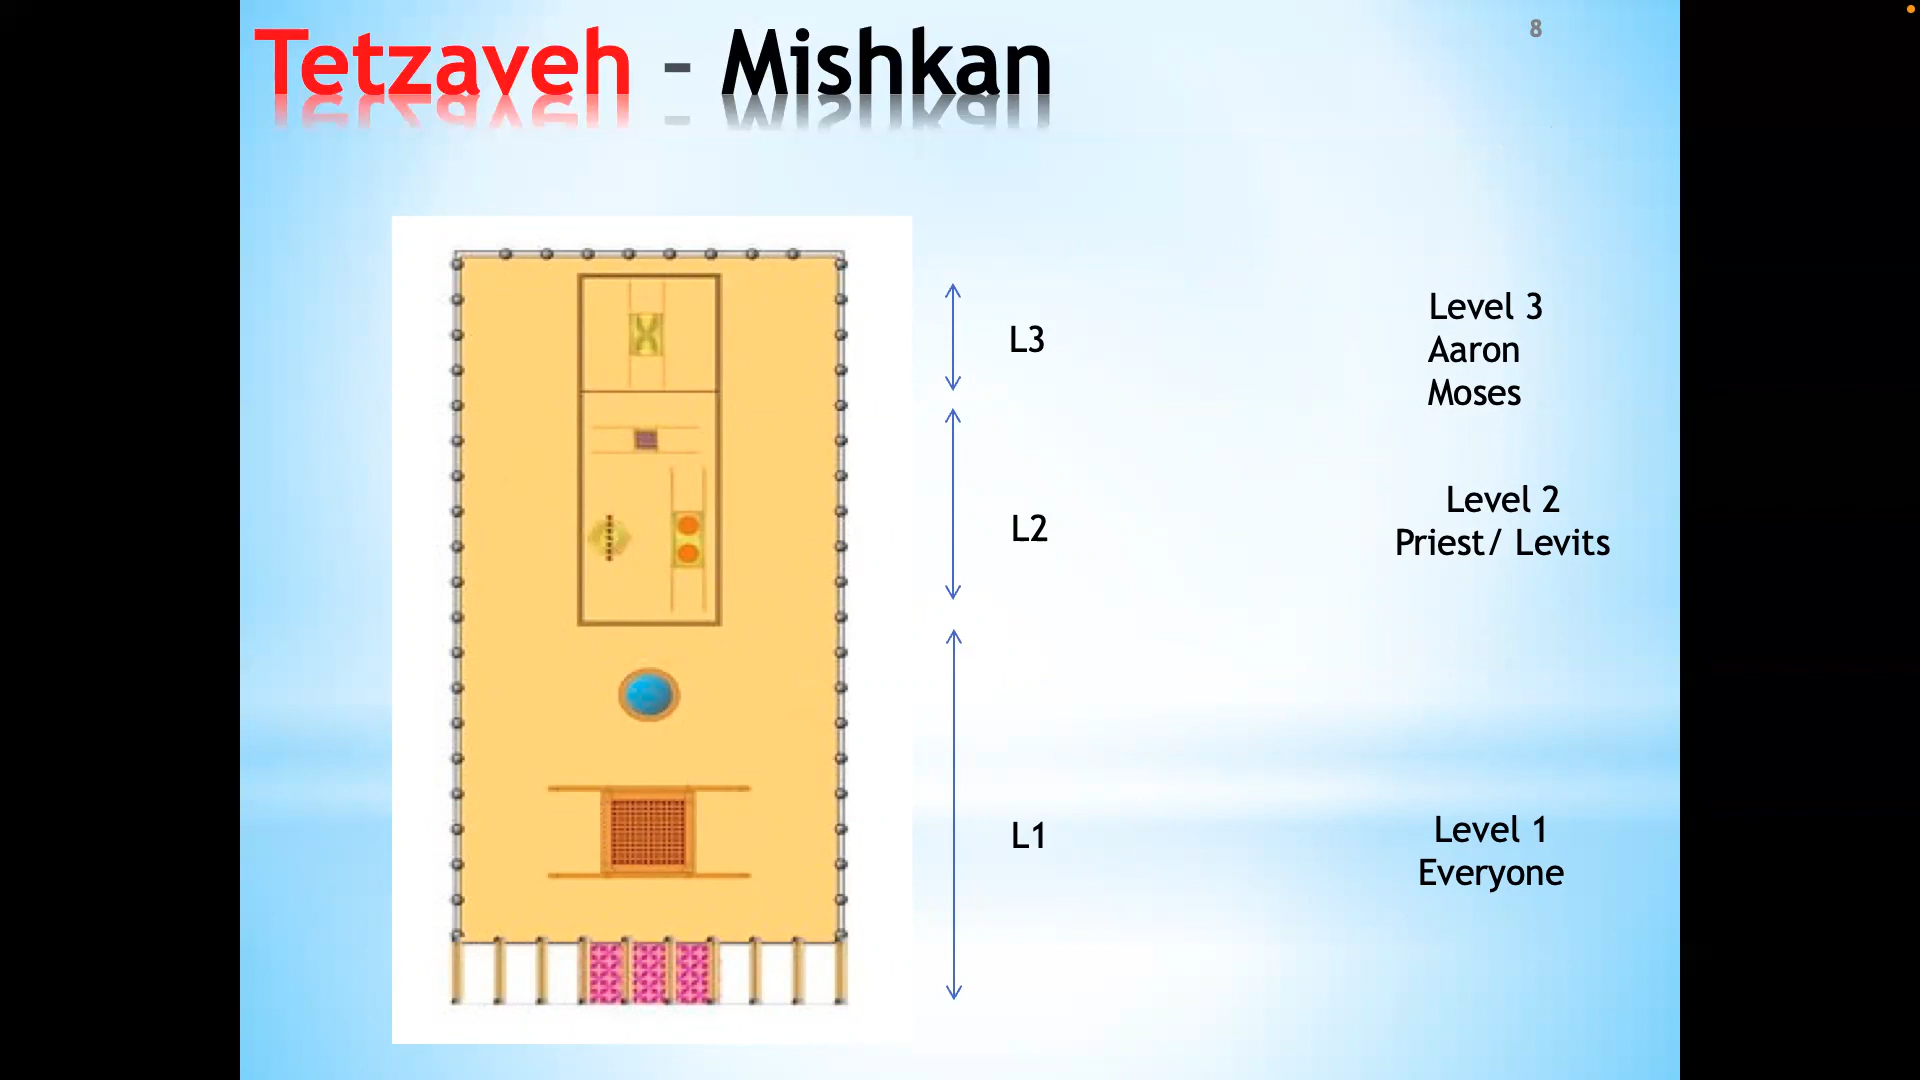 Tetzaveh - Mishkan
8
L3
Level 3
Aaron
Moses
L2
Level 2
Priest/ Levits
L1
Level 1
Everyone